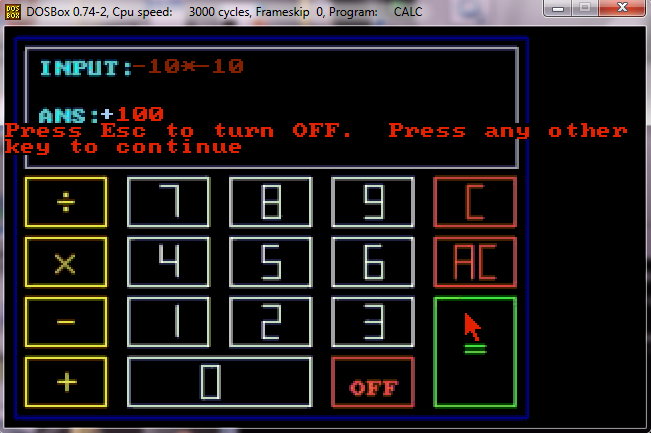 DOSBox 0.74-2, Cpu speed: 3000 cycles, Frameskip 0, Program: CALC
INPUT:-10*-10
ANS:+100
Press Esc to turn OFF. Press any other
key to continue
÷ 7 8 9 C
× 4 5 6 AC
- 1 2 3 =
+ 0 OFF